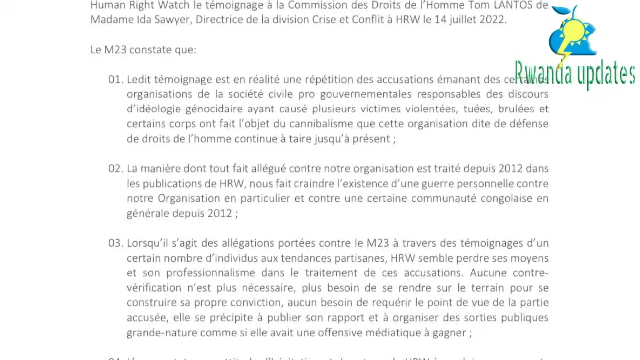 Human Right Watch le témoignage à la Commission des Droits de l'Homme Tom LANTOS de
Madame Ida Sawyer, Directrice de la division Crise et Conflit à HRW le 14 juillet 2022.
Rwanda updates
Le M23 constate que:
01. Ledit témoignage est en réalité une répétition des accusations émanant des certaines
organisations de la société civile pro gouvernementales responsables des discours
d'idéologie génocidaire ayant causé plusieurs victimes violentées, tuées, brulées et
certains corps ont fait l'objet du cannibalisme que cette organisation dite de défense
de droits de l'homme continue à taire jusqu'à présent ;
02. La manière dont tout fait allégué contre notre organisation est traité depuis 2012 dans
les publications de HRW, nous fait craindre l'existence d'une guerre personnelle contre
notre Organisation en particulier et contre une certaine communauté congolaise en
générale depuis 2012 ;
03. Lorsqu'il s'agit des allégations portées contre le M23 à travers des témoignages d'un
certain nombre d'individus aux tendances partisanes, HRW semble perdre ses moyens
et son professionnalisme dans le traitement de ces accusations. Aucune contre-
vérification n'est plus nécessaire, plus besoin de se rendre sur le terrain pour se
construire sa propre conviction, aucun besoin de requérir le point de vue de la partie
accusée, elle se précipite à publier son rapport et à organiser des sorties publiques
grande-nature comme si elle avait une offensive médiatique à gagner ;